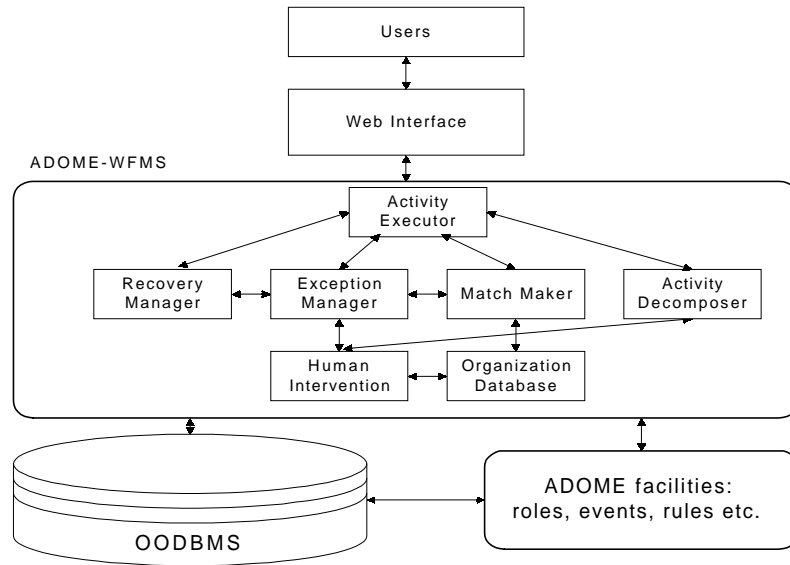 Users
Web Interface
ADOME-WFMS
Activity
Executor
Recovery
Manager
Exception
Manager
Match Maker
Activity
Decomposer
Human
Intervention
Organization
Database
OODBMS
ADOME facilities:
roles, events, rules etc.